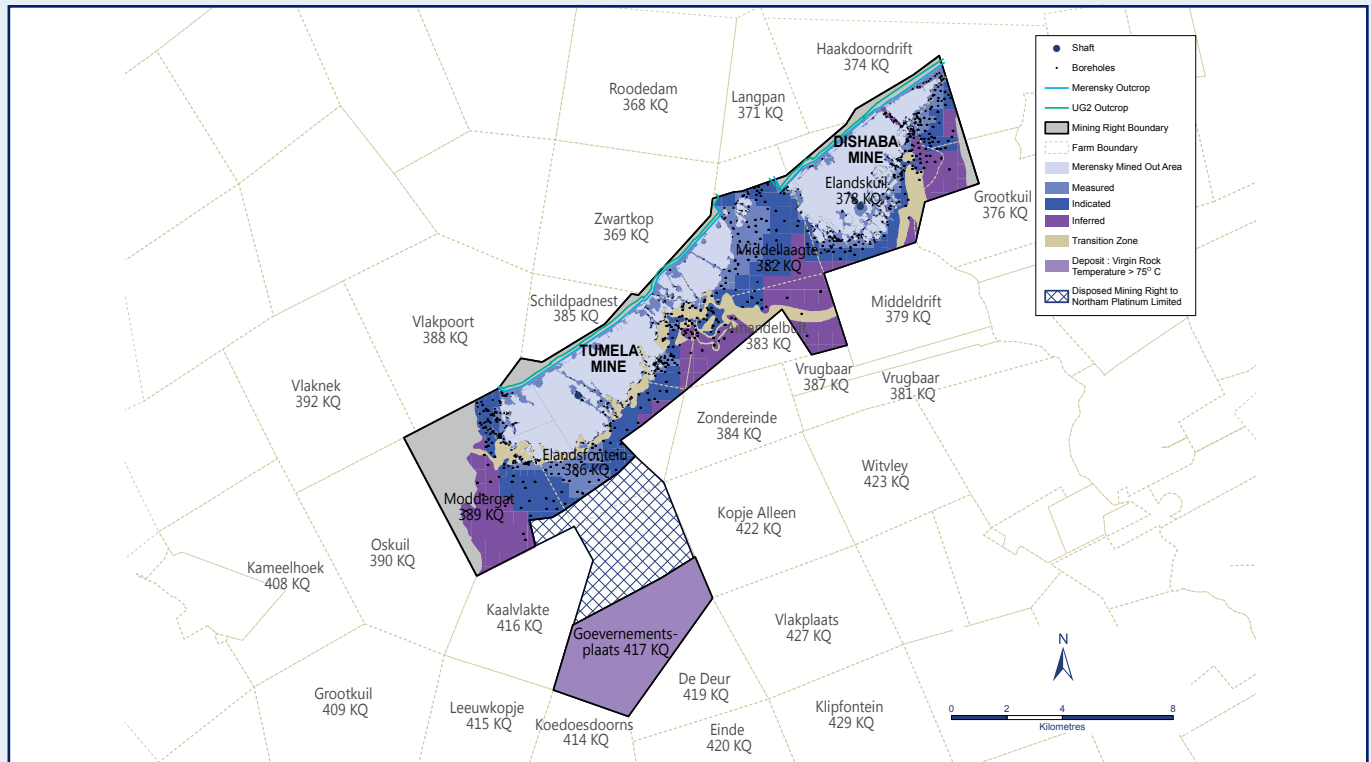 Haakdoorndrift
374 KQ
Roodedam
368 KQ
Langpan
371 KQ
DISHABA
MINE
Elandskuil
378 KQ
Grootkuil
376 KQ
Zwartkop
369 KQ
Middellaagte
382 KQ
Schildpadnest
385 KQ
Middeldrift
379 KQ
Vlakpoort
388 KQ
Amandelbult
383 KQ
TUMELA
MINE
Vrugbaar
387 KQ
Vrugbaar
381 KQ
Vlaknek
392 KQ
Zondereinde
384 KQ
Elandsfontein
386 KQ
Witvley
423 KQ
Moddergat
389 KQ
Kopje Alleen
422 KQ
Oskuil
390 KQ
Kameelhoek
408 KQ
Kaalvlakte
416 KQ
Vlakplaats
427 KQ
Goevernements-
plaats 417 KQ
De Deur
419 KQ
Grootkuil
409 KQ
Leeuwkopje
415 KQ
Koedoesdoorns
414 KQ
Einde
420 KQ
Klipfontein
429 KQ
Shaft
Boreholes
Merensky Outcrop
UG2 Outcrop
Mining Right Boundary
Farm Boundary
Merensky Mined Out Area
Measured
Indicated
Inferred
Transition Zone
Deposit : Virgin Rock
Temperature > 75° C
Disposed Mining Right to
Northam Platinum Limited
N
0 2 4 8
Kilometres